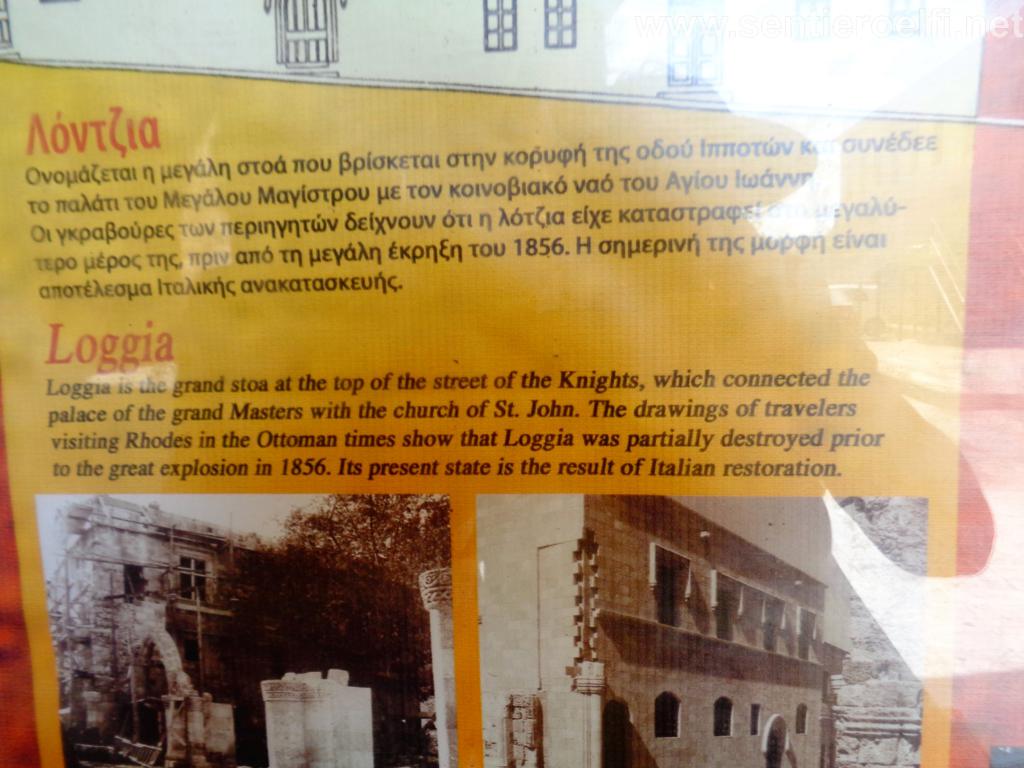 www.sentieroelfi.net
Λόντζια
Ονομάζεται η μεγάλη στοά που βρίσκεται στην κορυφή της οδού Ιπποτών και συνέδεε
το παλάτι του Μεγάλου Μαγίστρου με τον κοινοβιακό ναό του Αγίου Ιωάννη
Οι γκραβούρες των περιηγητών δείχνουν ότι η λότζια είχε καταστραφεί στο μεγαλύ-
τερο μέρος της, πριν από τη μεγάλη έκρηξη του 1856. Η σημερινή της μορφή είναι
αποτέλεσμα Ιταλικής ανακατασκευής.
Loggia
Loggia is the grand stoa at the top of the street of the Knights, which connected the
palace of the grand Masters with the church of St. John. The drawings of travelers
visiting Rhodes in the Ottoman times show that Loggia was partially destroyed prior
to the great explosion in 1856. Its present state is the result of Italian restoration.